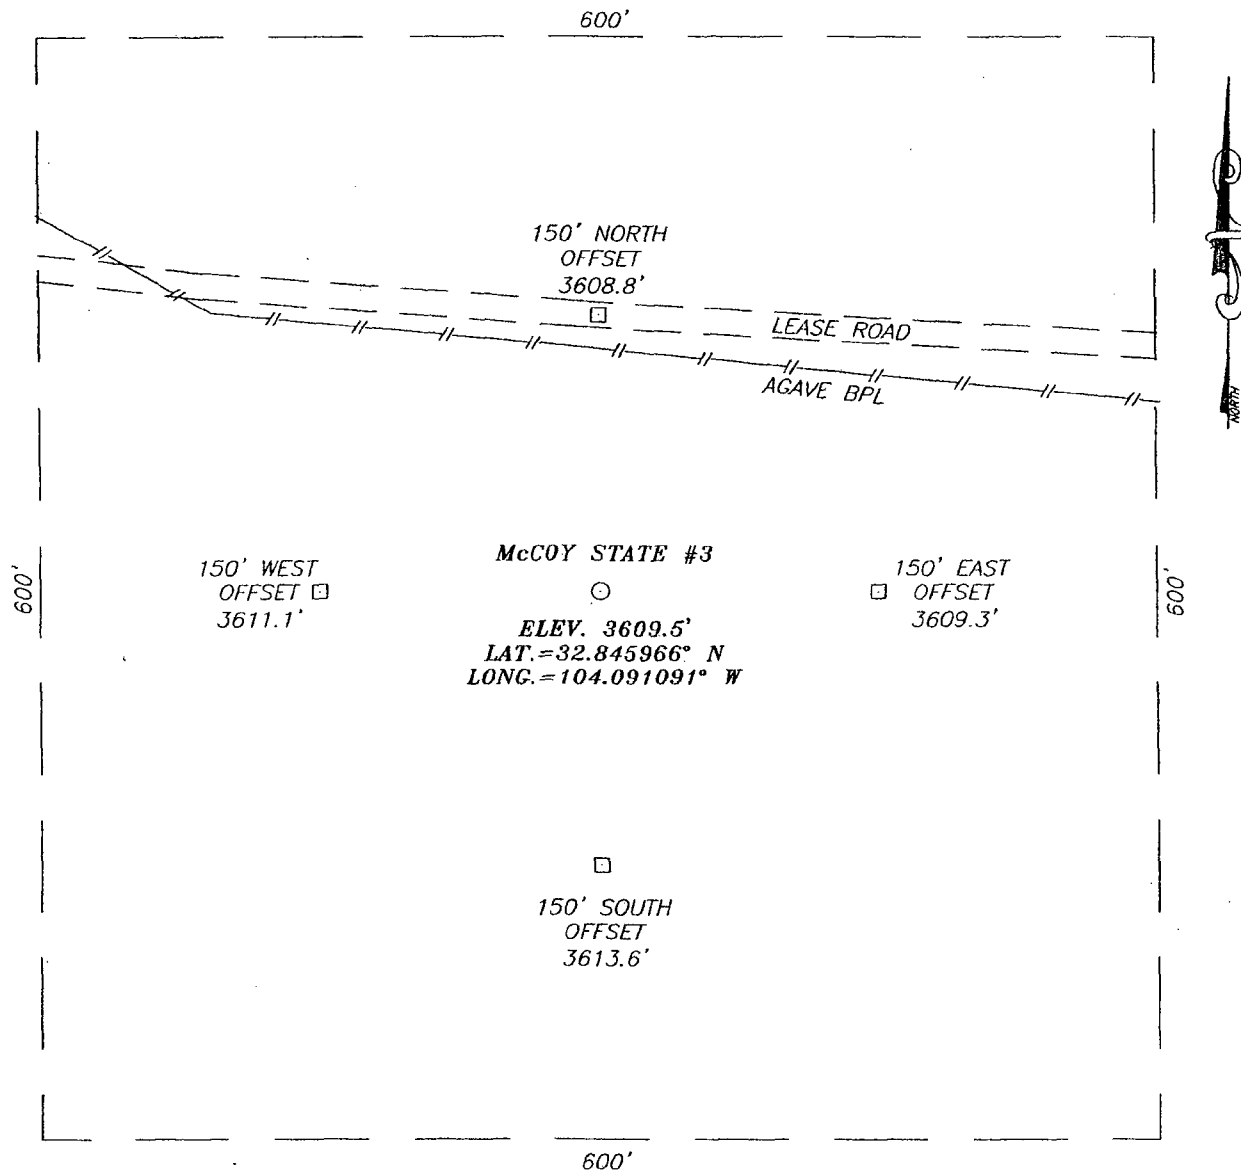 600'
150' NORTH
OFFSET
3608.8'
LEASE ROAD
AGAVE BPL
NORTH
McCOY STATE #3
150' WEST
OFFSET
3611.1'
150' EAST
OFFSET
3609.3'
600'
600'
ELEV. 3609.5'
LAT.=32.845966° N
LONG.=104.091091° W
150' SOUTH
OFFSET
3613.6'
600'